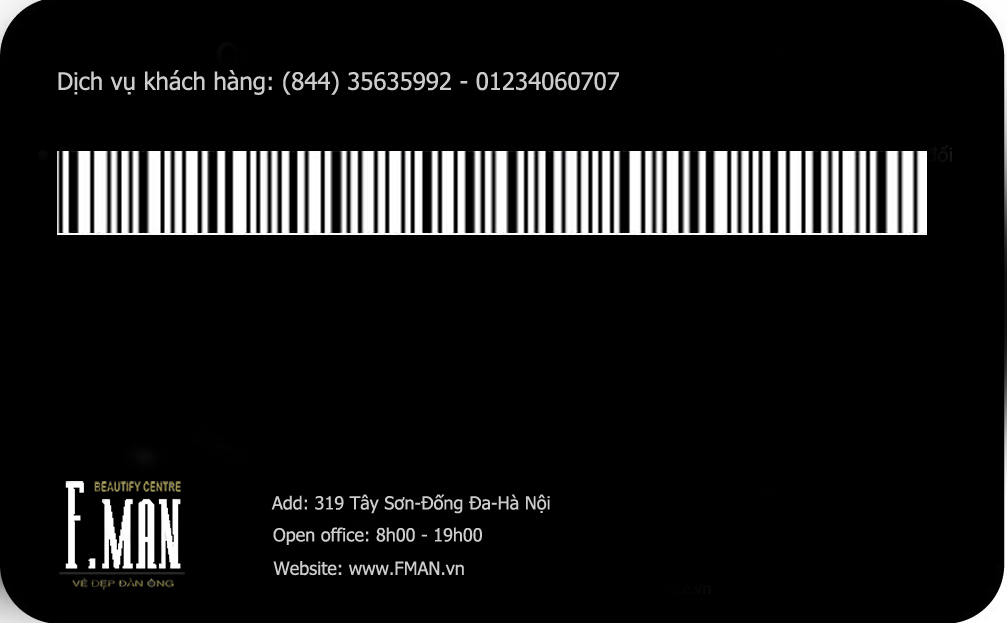 Dịch vụ khách hàng: (844) 35635992 - 01234060707
BEAUTIFY CENTRE
F.MAN
VẺ ĐẸP ĐÀN ÔNG
Add: 319 Tây Sơn-Đống Đa-Hà Nội
Open office: 8h00 - 19h00
Website: www.FMAN.vn